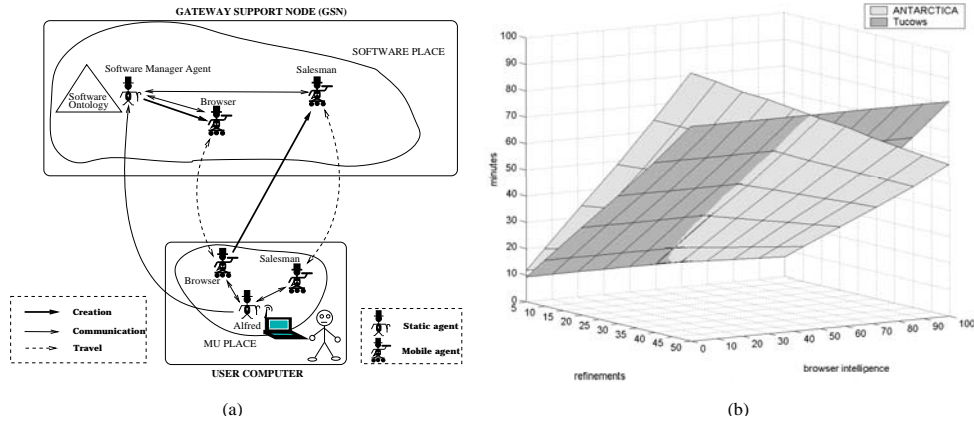 GATEWAY SUPPORT NODE (GSN)
SOFTWARE PLACE
Software Manager Agent
Salesman
Browser
Software
Ontology
Browser
Salesman
Alfred
MU PLACE
USER COMPUTER
Creation
Communication
Travel
Static agent
Mobile agent
(a)
ANTARCTICA
Tucows
minutes
100
90
80
70
60
50
40
30
20
10
0
5
10
15
20
25
30
35
40
45
50
0
10
20
30
40
50
60
70
80
90
100
refinements
browser intelligence
(b)